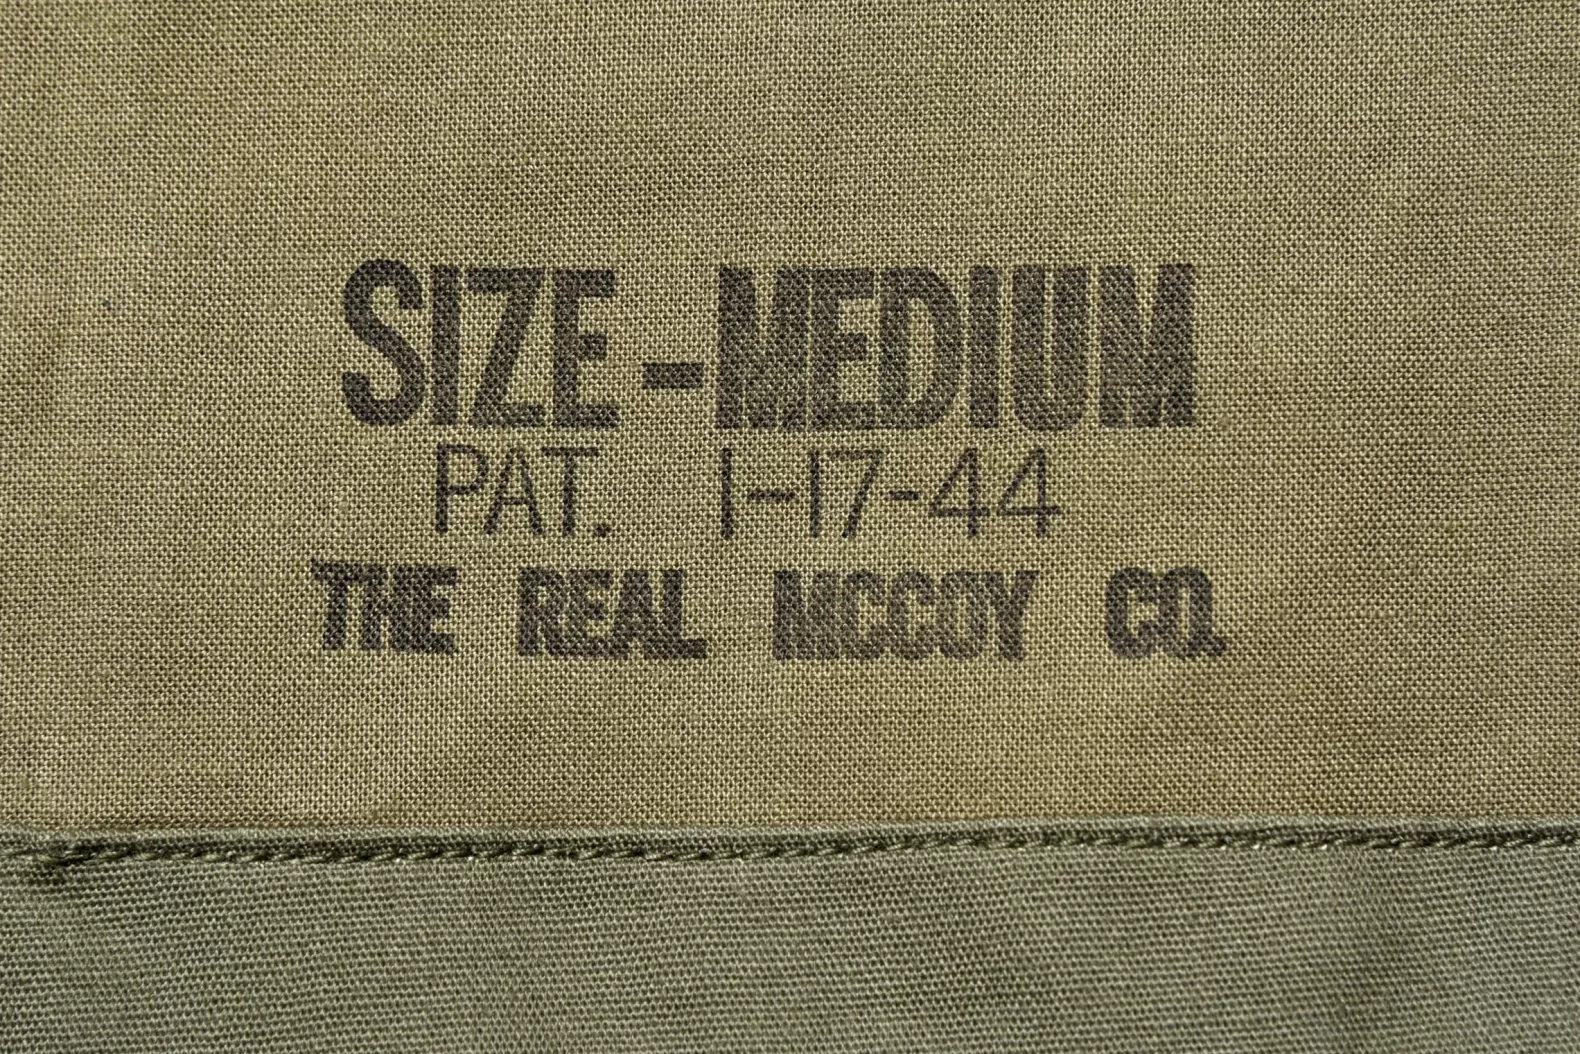 SIZE-MEDIUM
PAT. 1-17-44
THE REAL MCCOY CO.